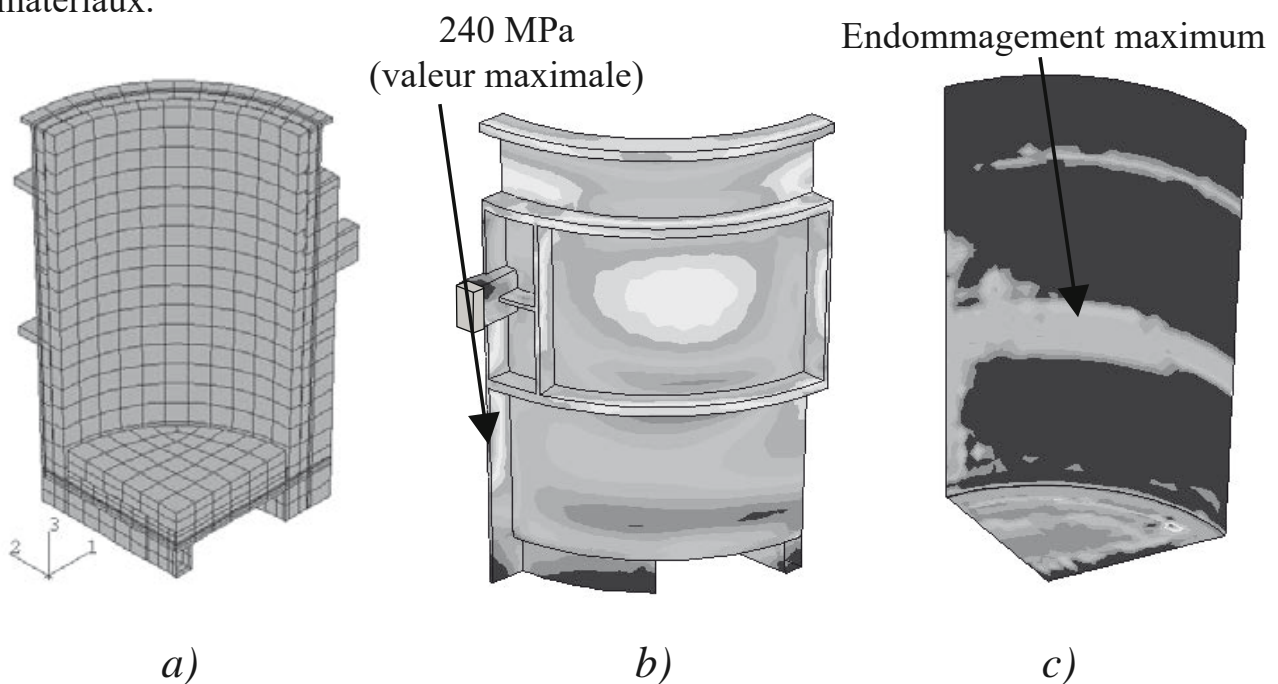 matériaux.
240 MPa
(valeur maximale)
Endommagement maximum
3
2
1
a)
b)
c)